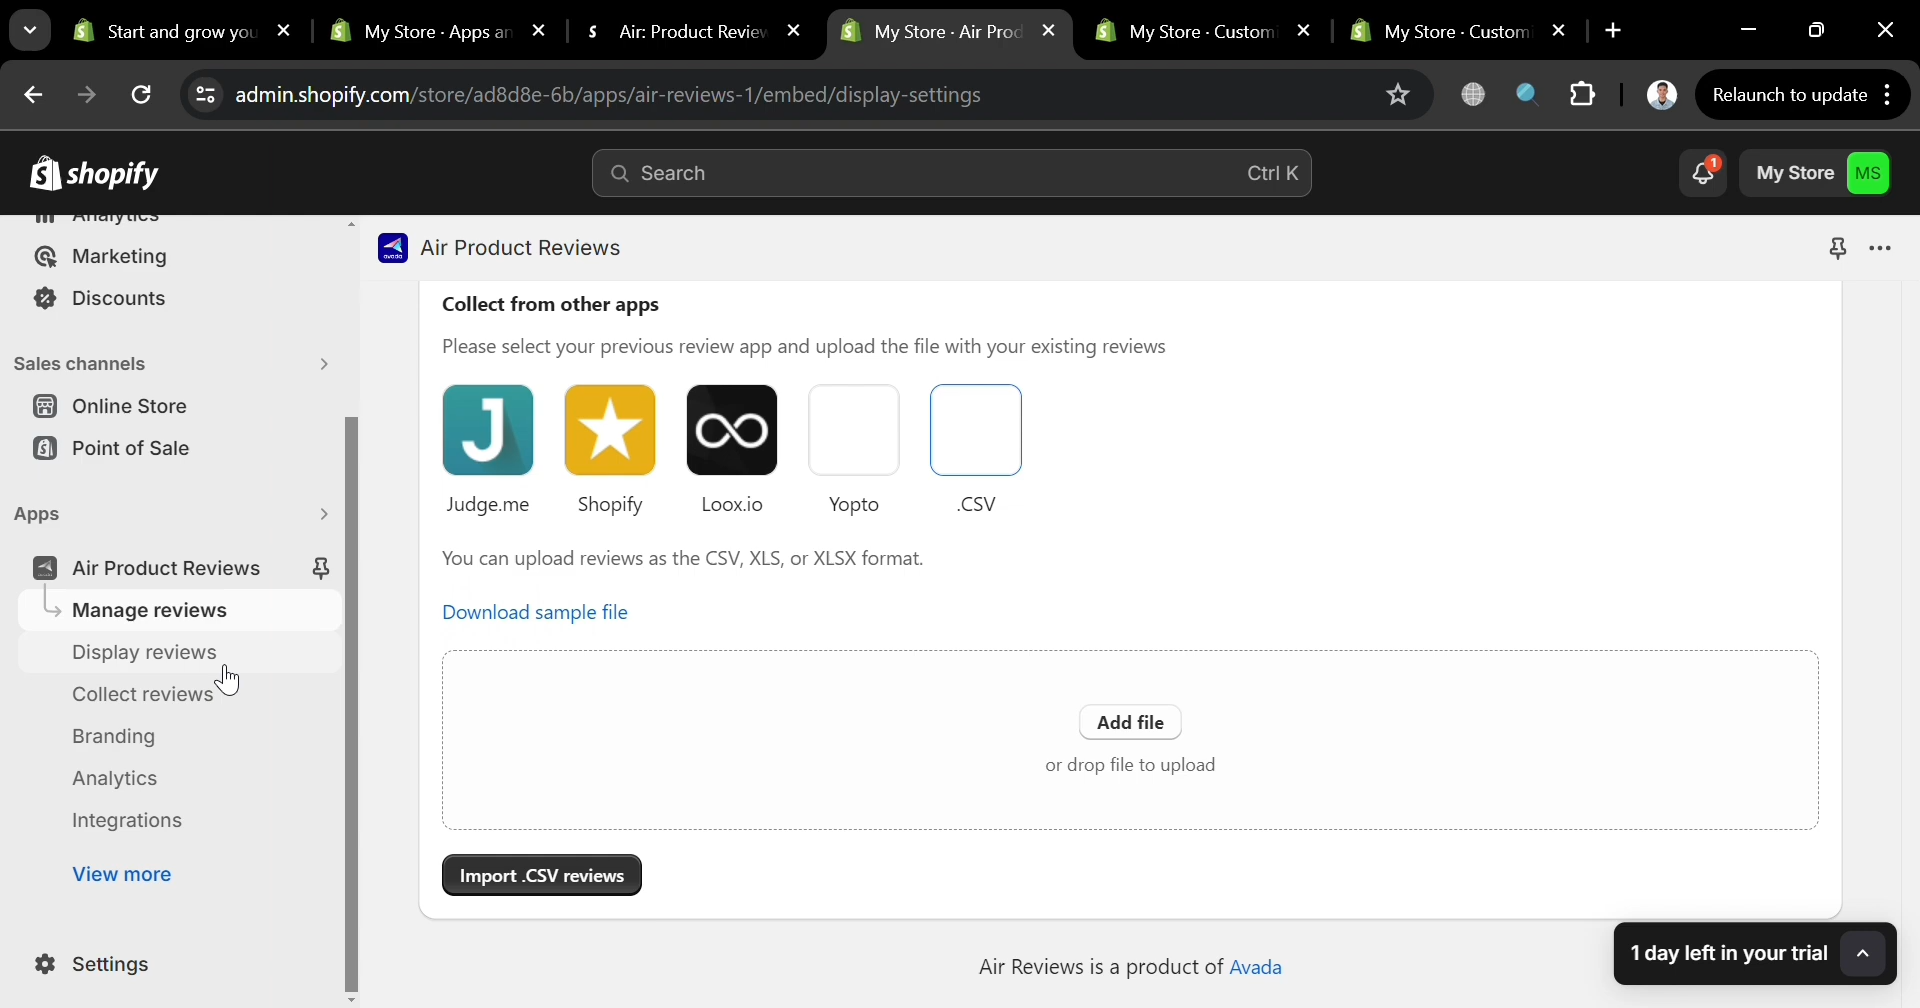 Start and grow you
My Store · Apps an
Air: Product Review
My Store · Air Prod
My Store · Custom
My Store · Custom
admin.shopify.com/store/ad8d8e-6b/apps/air-reviews-1/embed/display-settings
Relaunch to update
shopify
Search
Ctrl K
1
My Store
MS
Analytics
Marketing
Discounts
Sales channels
Online Store
Point of Sale
Apps
Air Product Reviews
Manage reviews
Display reviews
Collect reviews
Branding
Analytics
Integrations
View more
Settings
avada
Air Product Reviews
Collect from other apps
Please select your previous review app and upload the file with your existing reviews
J
Judge.me
Shopify
Loox.io
Yopto
.CSV
You can upload reviews as the CSV, XLS, or XLSX format.
Download sample file
Add file
or drop file to upload
Import .CSV reviews
Air Reviews is a product of Avada
1 day left in your trial